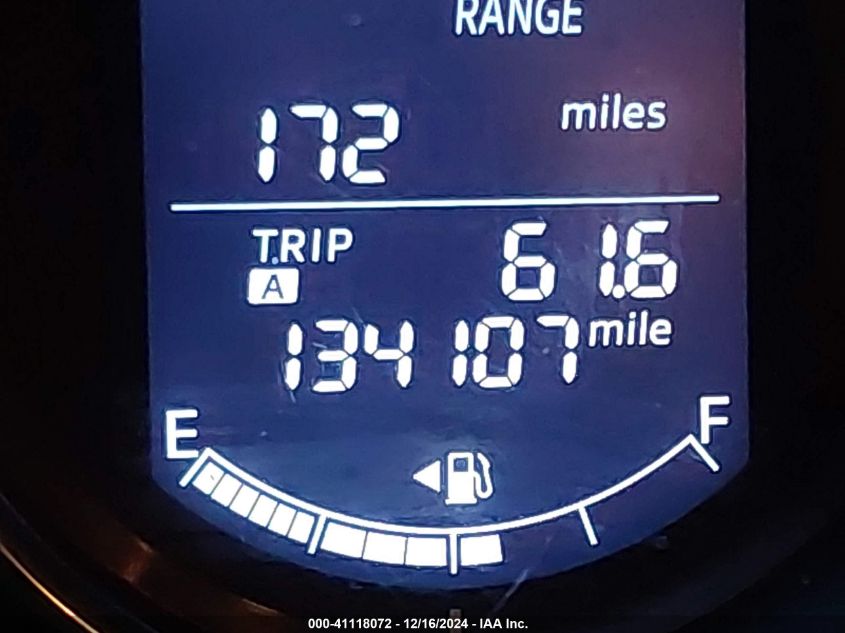 RANGE
172 miles
TRIP 61.6
A
134107 mile
E F
000-41118072 - 12/16/2024 - IAA Inc.